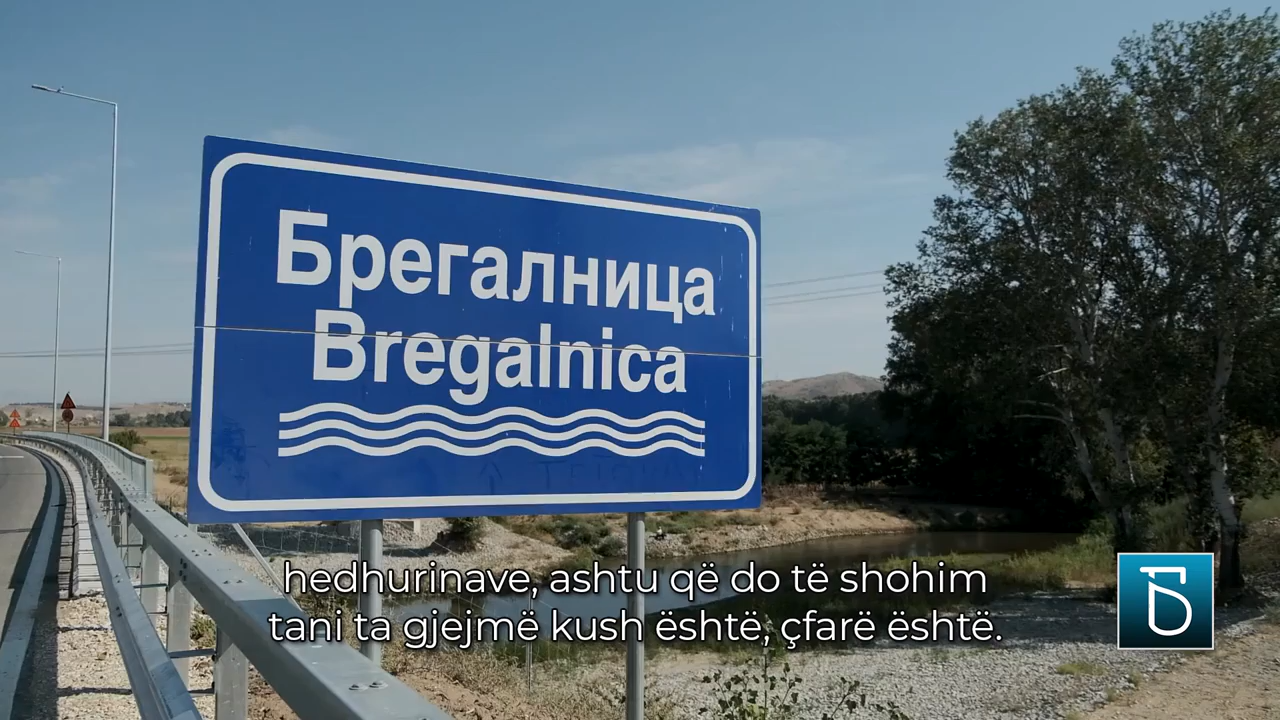 Брегалница
Bregalnica
hedhurinave, ashtu që do të shohim
tani ta gjejmë kush është, çfarë është.